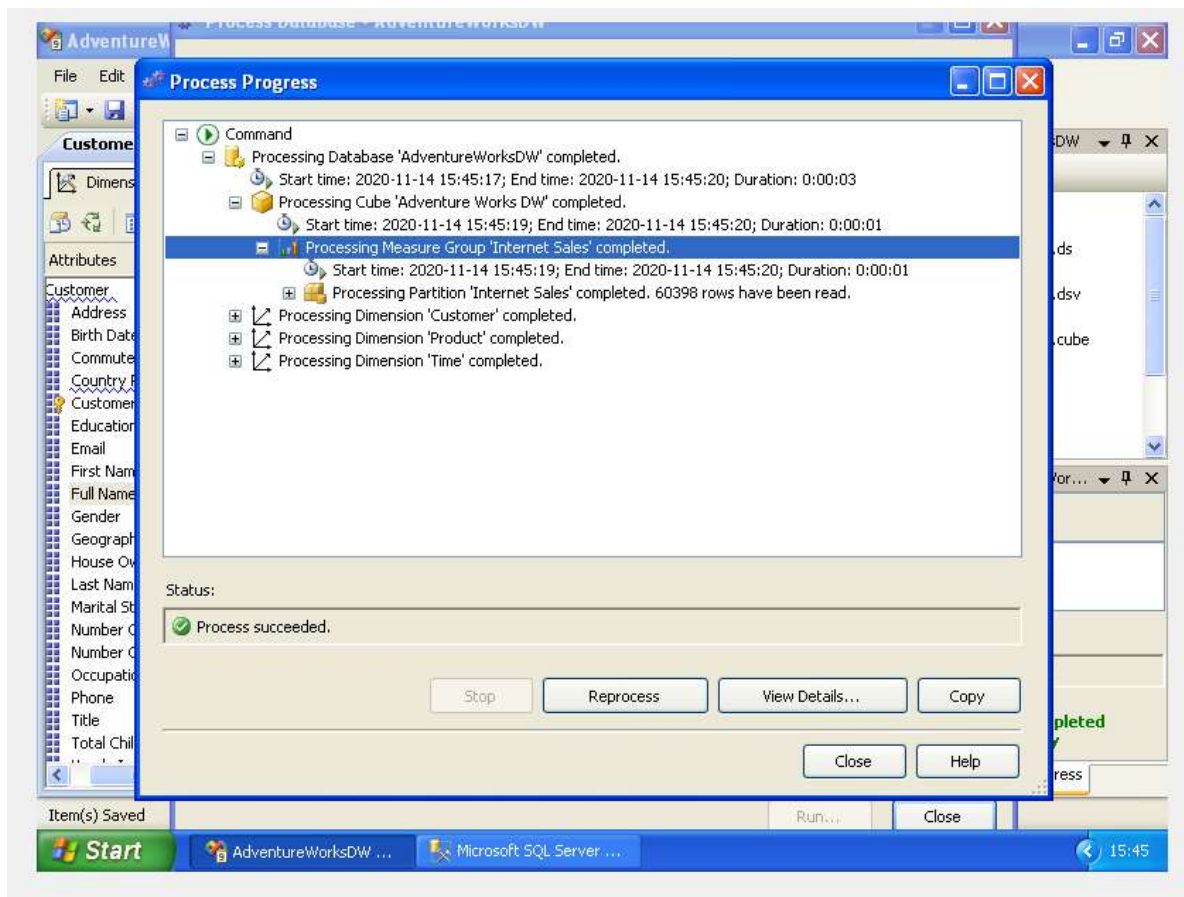 Process Database - AdventureWorksDW
AdventureW
File Edit
Process Progress
Custome
Dimens
Attributes
Customer
Address
Birth Date
Commute
Country
Customer
Education
Email
First Nam
Full Name
Gender
Geograph
House Ow
Last Nam
Marital St
Number
Number
Occupatio
Phone
Title
Total Chil
Command
Processing Database 'AdventureWorksDW' completed.
Start time: 2020-11-14 15:45:17; End time: 2020-11-14 15:45:20; Duration: 0:00:03
Processing Cube 'Adventure Works DW' completed.
Start time: 2020-11-14 15:45:19; End time: 2020-11-14 15:45:20; Duration: 0:00:01
Processing Measure Group 'Internet Sales' completed.
Start time: 2020-11-14 15:45:19; End time: 2020-11-14 15:45:20; Duration: 0:00:01
Processing Partition 'Internet Sales' completed. 60398 rows have been read.
Processing Dimension 'Customer' completed.
Processing Dimension 'Product' completed.
Processing Dimension 'Time' completed.
Status:
Process succeeded.
Stop Reprocess View Details... Copy
Close Help
DW
.ds
.dsv
.cube
or...
pleted
ress
Item(s) Saved
Run... Close
Start AdventureWorksDW ... Microsoft SQL Server ... 15:45